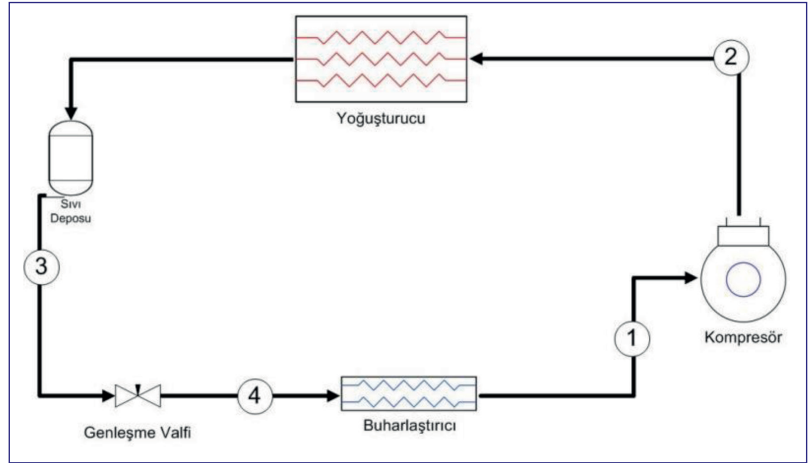 Yoğuşturucu
2
Sıvı
Deposu
3
1
Kompresör
4
Genleşme Valfi
Buharlaştırıcı